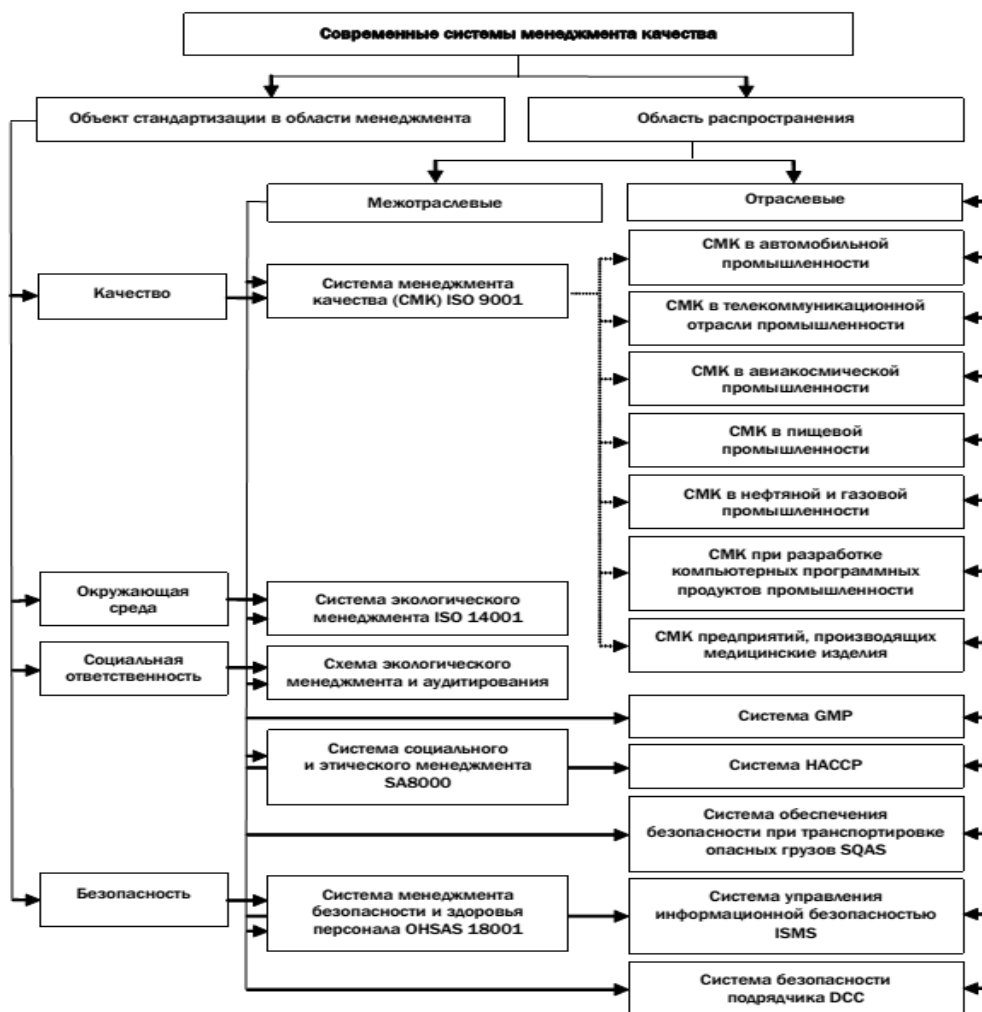 Современные системы менеджмента качества
Объект стандартизации в области менеджмента
Область распространения
Межотраслевые
Отраслевые
Качество
Система менеджмента
качества (СМК) ISO 9001
СМК в автомобильной
промышленности
СМК в телекоммуникационной
отрасли промышленности
СМК в авиакосмической
промышленности
СМК в пищевой
промышленности
СМК в нефтяной и газовой
промышленности
СМК при разработке
компьютерных программных
продуктов промышленности
Окружающая
среда
Система экологического
менеджмента ISO 14001
СМК предприятий, производящих
медицинские изделия
Социальная
ответственность
Схема экологического
менеджмента и аудитирования
Система GMP
Система социального
и этического менеджмента
SA8000
Система НАССР
Система обеспечения
безопасности при транспортировке
опасных грузов SQAS
Безопасность
Система менеджмента
безопасности и здоровья
персонала OHSAS 18001
Система управления
информационной безопасностью
ISMS
Система безопасности
подрядчика DCC